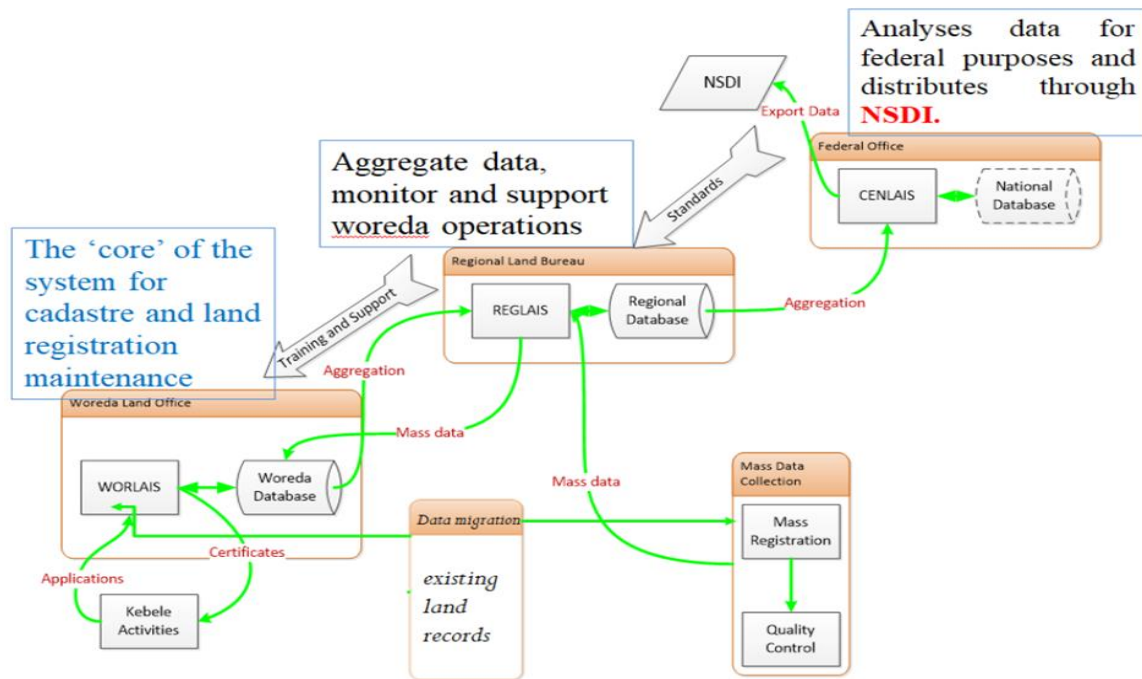 Analyses data for
federal purposes and
distributes through
NSDI.
NSDI
Export Data
Federal Office
CENLAIS
National
Database
Standards
Aggregate data,
monitor and support
woreda operations
Regional Land Bureau
REGLAIS
Regional
Database
Aggregation
The ‘core’ of the
system for
cadastre and land
registration
maintenance
Training and Support
Aggregation
Woreda Land Office
Mass data
WORLAIS
Woreda
Database
Mass data
Mass Data
Collection
Data migration
Mass
Registration
Certificates
Applications
existing
land
records
Kebele
Activities
Quality
Control